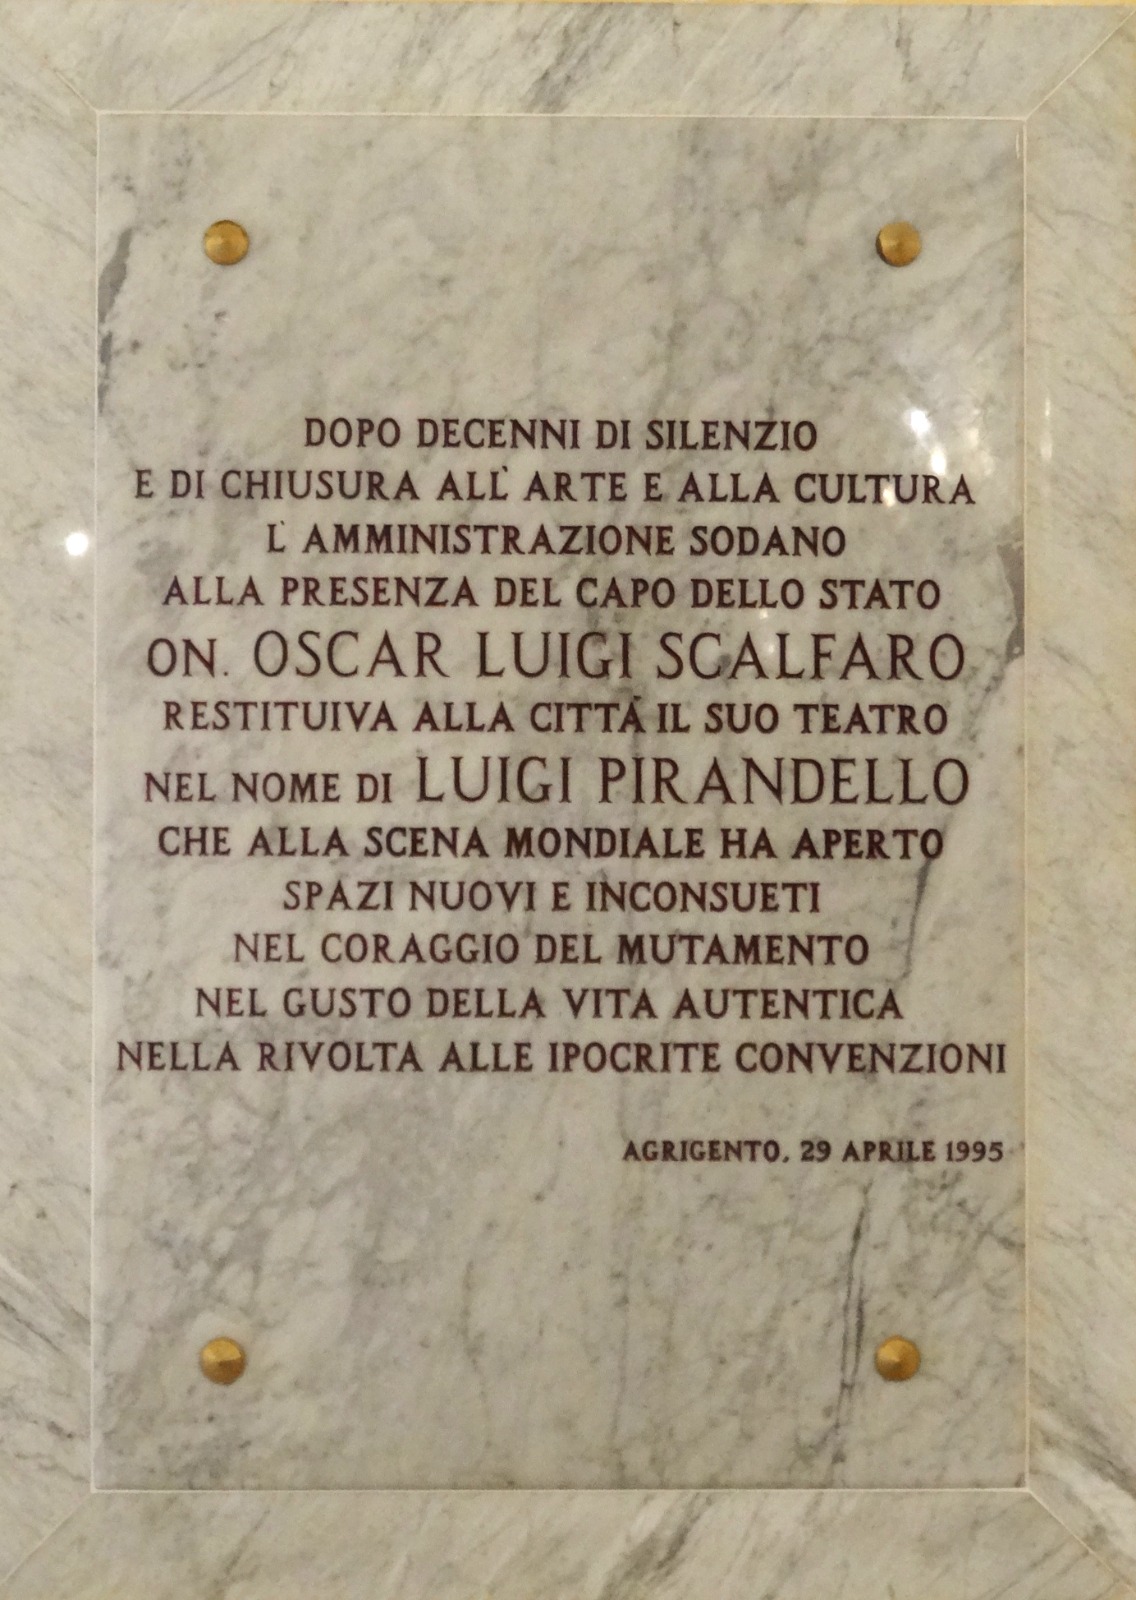 DOPO DECENNI DI SILENZIO
E DI CHIUSURA ALL' ARTE E ALLA CULTURA
L' AMMINISTRAZIONE SODANO
ALLA PRESENZA DEL CAPO DELLO STATO
ON. OSCAR LUIGI SCALFARO
RESTITUIVA ALLA CITTÁ IL SUO TEATRO
NEL NOME DI LUIGI PIRANDELLO
CHE ALLA SCENA MONDIALE HA APERTO
SPAZI NUOVI E INCONSUETI
NEL CORAGGIO DEL MUTAMENTO
NEL GUSTO DELLA VITA AUTENTICA
NELLA RIVOLTA ALLE IPOCRITE CONVENZIONI
AGRIGENTO, 29 APRILE 1995